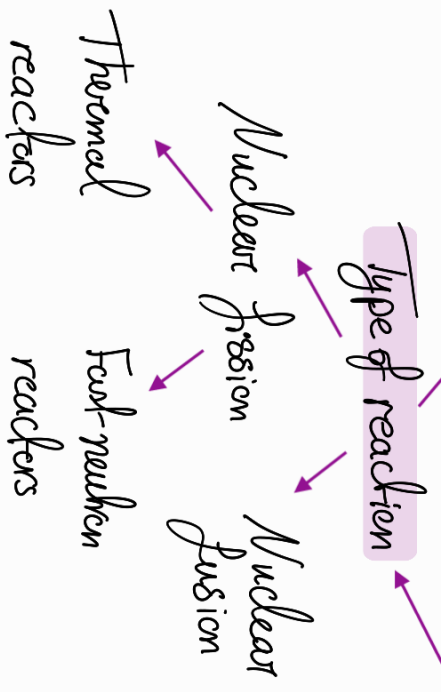 Type of reaction
Nuclear fission
Nuclear
fusion
Thermal
reactors
Fast-neutron
reactors